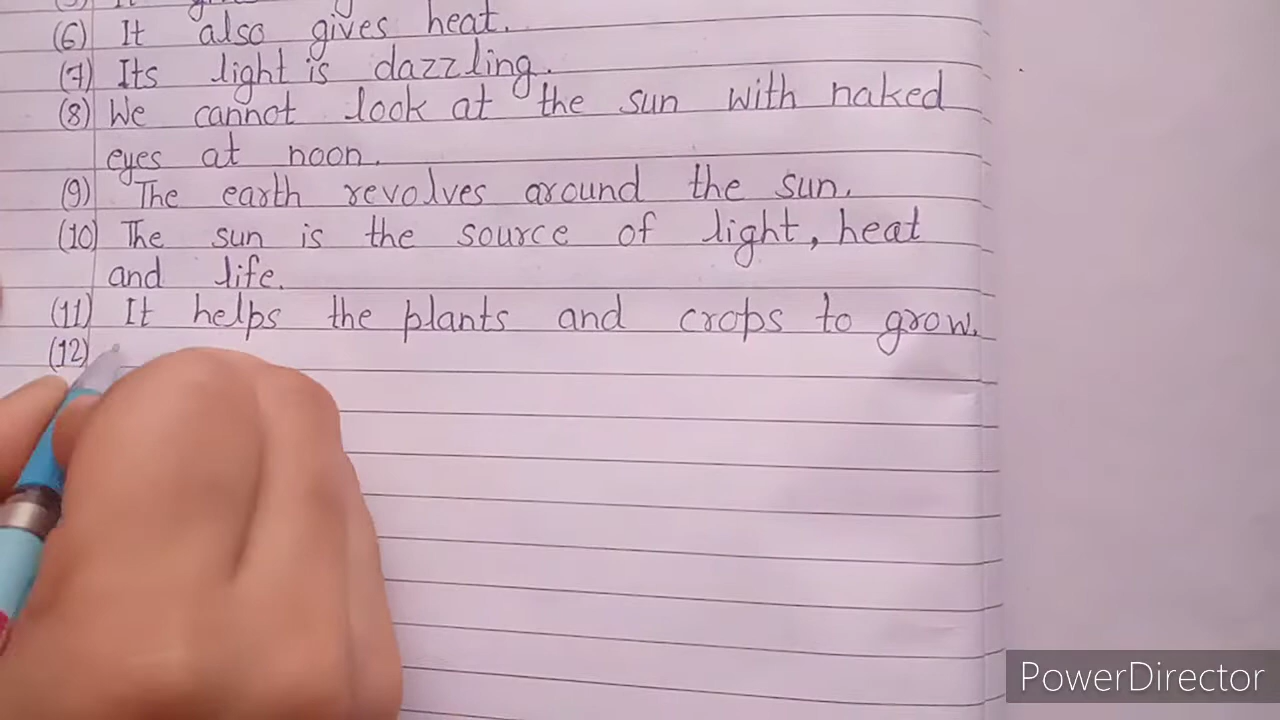 (6) It also gives heat.
(7) Its light is dazzling.
(8) We cannot look at the sun with naked
eyes at noon.
(9) The earth revolves around the sun.
(10) The sun is the source of light, heat
and life.
(11) It helps the plants and crops to grow.
(12)
PowerDirector